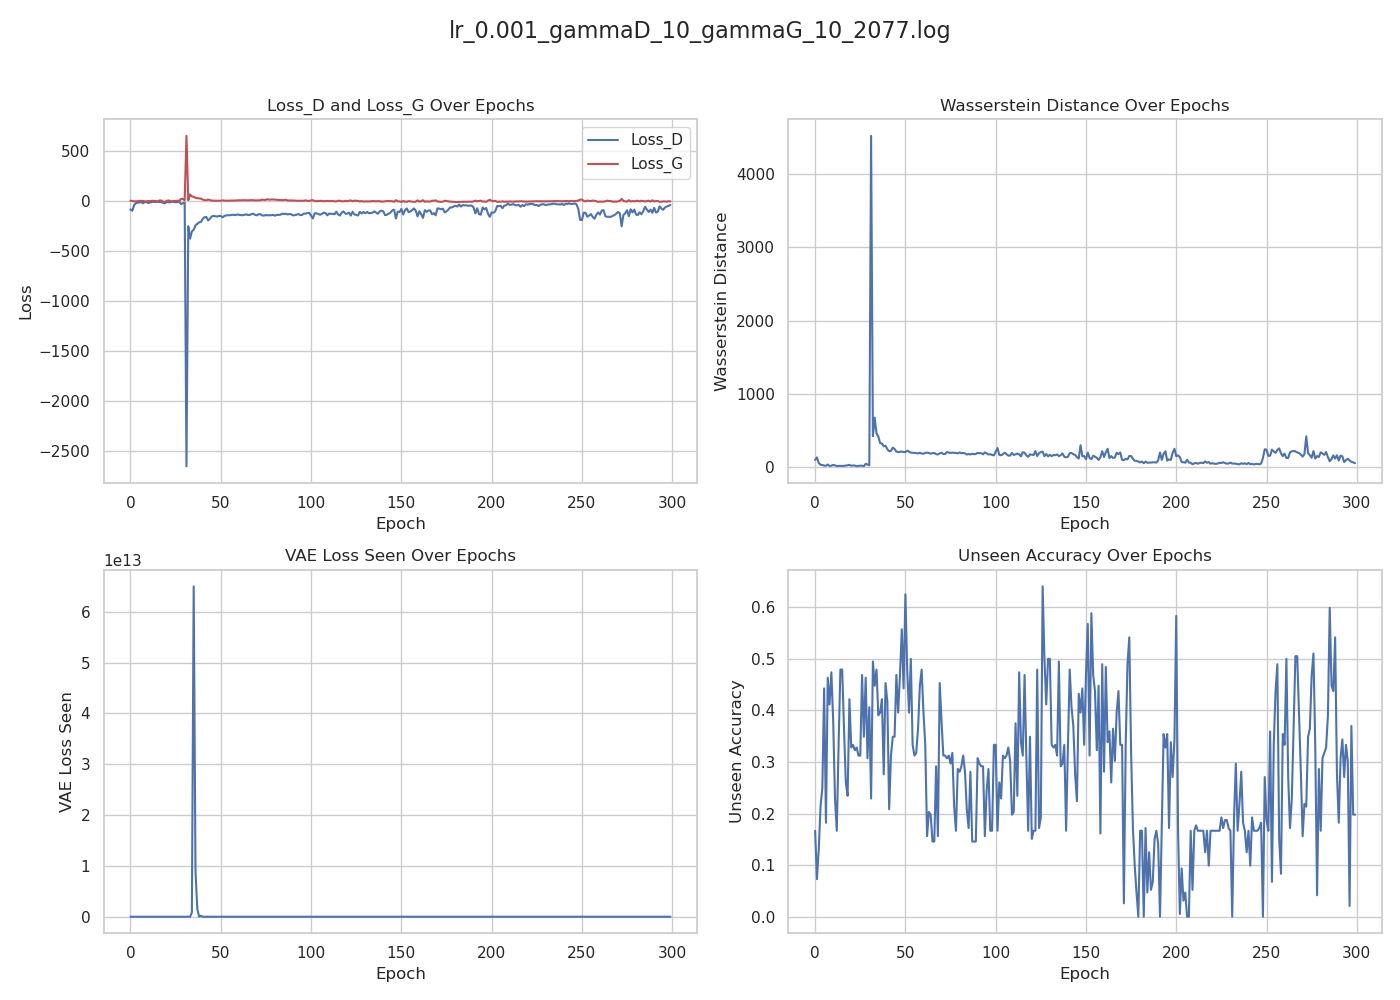 lr_0.001_gammaD_10_gammaG_10_2077.log
Loss_D and Loss_G Over Epochs
Loss_D
Loss_G
500
0
−500
−1000
−1500
−2000
−2500
Loss
0 50 100 150 200 250 300
Epoch
Wasserstein Distance Over Epochs
4000
3000
2000
1000
0
Wasserstein Distance
0 50 100 150 200 250 300
Epoch
VAE Loss Seen Over Epochs
1e13
6
5
4
3
2
1
0
VAE Loss Seen
0 50 100 150 200 250 300
Epoch
Unseen Accuracy Over Epochs
0.6
0.5
0.4
0.3
0.2
0.1
0.0
Unseen Accuracy
0 50 100 150 200 250 300
Epoch